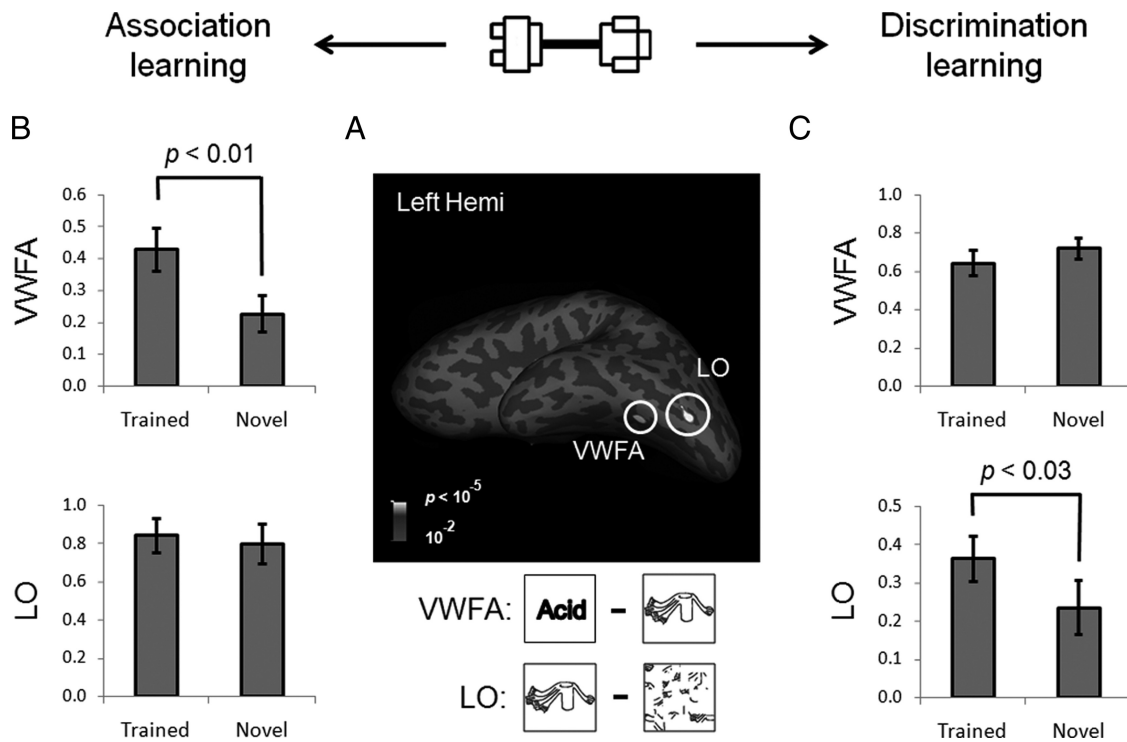 Association
learning
Discrimination
learning
B
p < 0.01
VWFA
0.6
0.5
0.4
0.3
0.2
0.1
0.0
Trained Novel
LO
1.0
0.8
0.6
0.4
0.2
0.0
Trained Novel
A
Left Hemi
LO
VWFA
p < 10⁻⁵
10⁻²
VWFA: Acid -
LO: -
C
VWFA
1.0
0.8
0.6
0.4
0.2
0.0
Trained Novel
p < 0.03
LO
0.5
0.4
0.3
0.2
0.1
0.0
Trained Novel